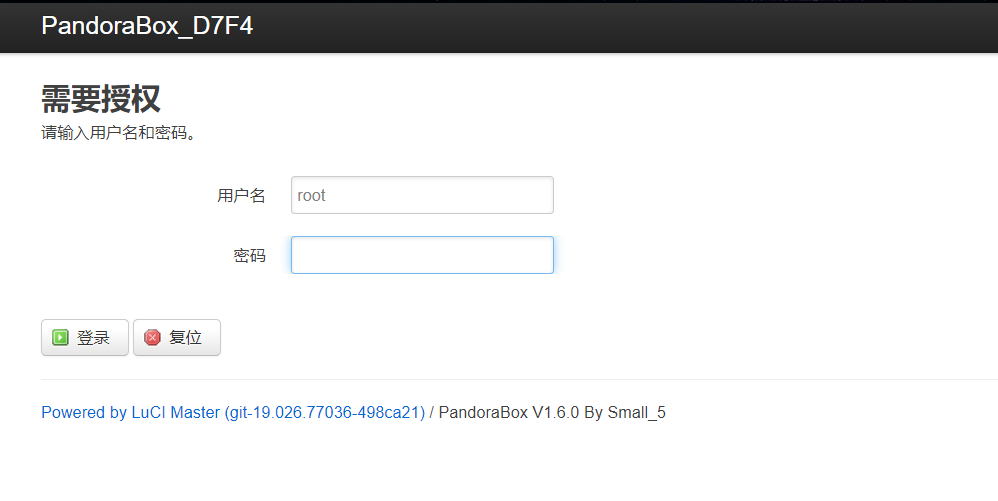 PandoraBox_D7F4
需要授权
请输入用户名和密码。
用户名 root
密码
登录 复位
Powered by LuCI Master (git-19.026.77036-498ca21) / PandoraBox V1.6.0 By Small_5